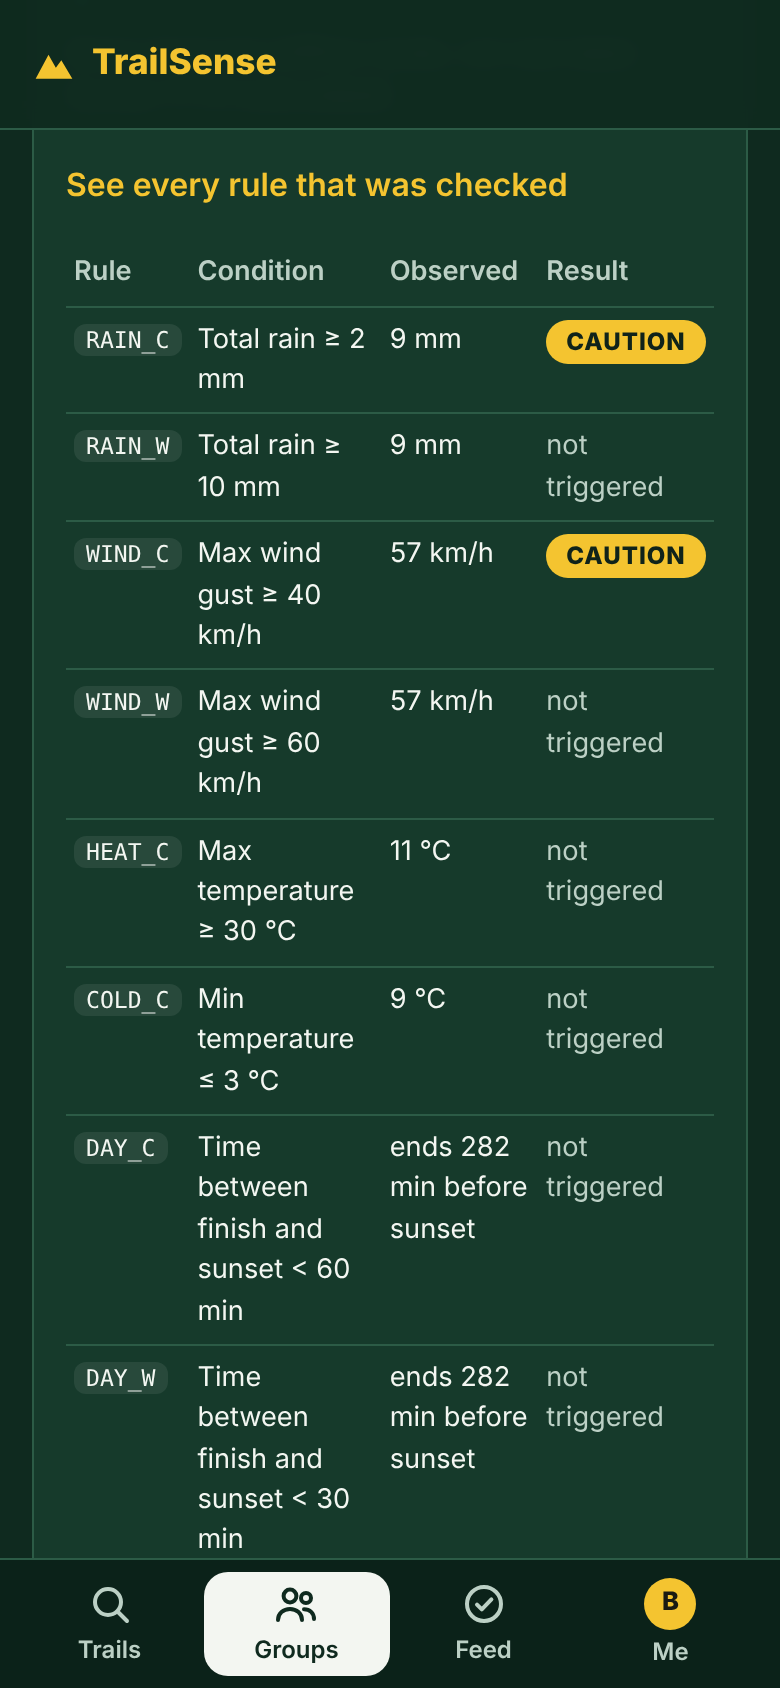 TrailSense
See every rule that was checked
Rule Condition Observed Result
RAIN_C Total rain ≥ 2 9 mm CAUTION
mm
RAIN_W Total rain ≥ 9 mm not
10 mm triggered
WIND_C Max wind 57 km/h CAUTION
gust ≥ 40
km/h
WIND_W Max wind 57 km/h not
gust ≥ 60 triggered
km/h
HEAT_C Max 11 °C not
temperature triggered
≥ 30 °C
COLD_C Min 9 °C not
temperature triggered
≤ 3 °C
DAY_C Time ends 282 not
between min before triggered
finish and sunset
sunset < 60
min
DAY_W Time ends 282 not
between min before triggered
finish and sunset
sunset < 30
min
B
Trails Groups Feed Me